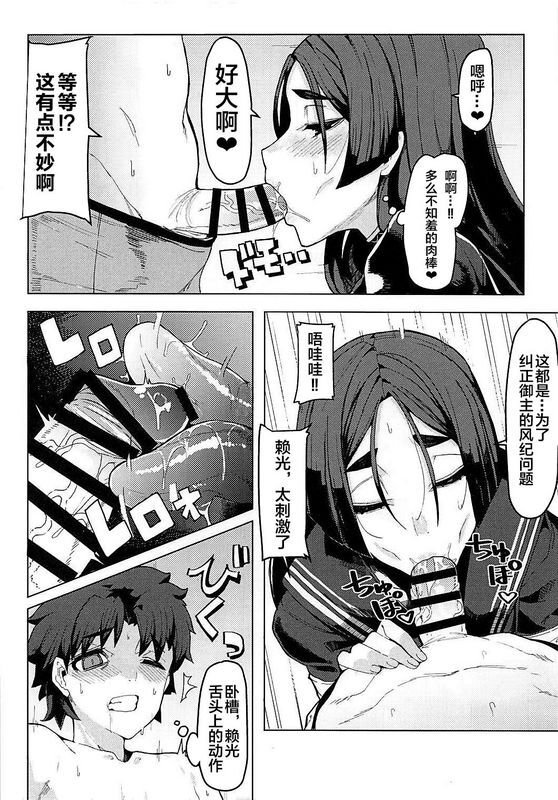 嗯呼…♥
好大啊♥
啊啊…!!
多么不知羞的肉棒♥
等等!?
这有点不妙啊
这都是…为了
纠正御主的风纪问题
唔哇哇!!
赖光，
太刺激了
ちゅぽ♡
ちゅぽ♡
レロ
レロォ
びくっ
卧槽，赖光
舌头上的动作